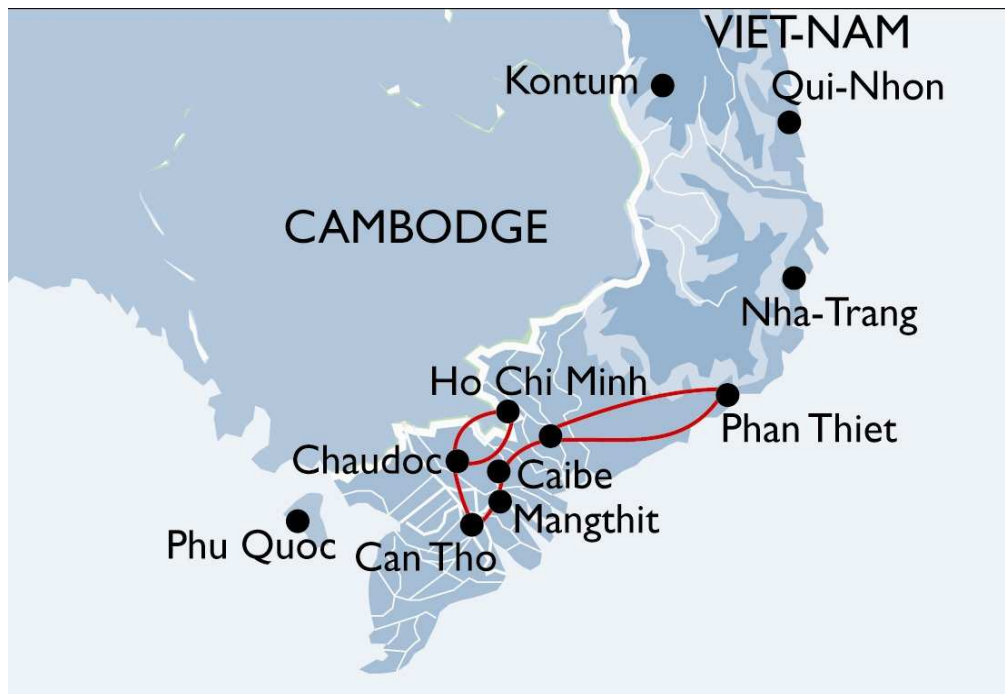 VIET-NAM
Kontum
Qui-Nhon
CAMBODGE
Nha-Trang
Ho Chi Minh
Phan Thiet
Chaudoc
Caibe
Mangthit
Phu Quoc
Can Tho